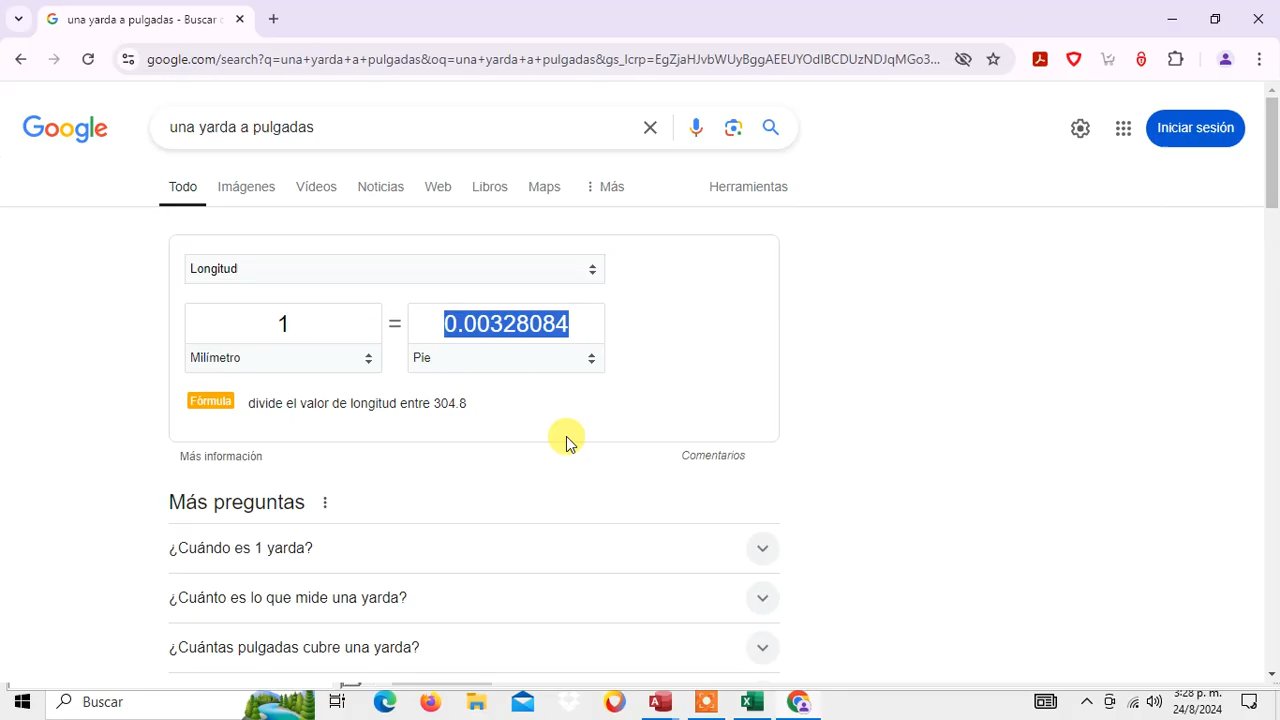 una yarda a pulgadas - Buscar c
google.com/search?q=una+yarda+a+pulgadas&oq=una+yarda+a+pulgadas&gs_lcrp=EgZjaHJvbWUyBggAEEUYOdIBCDUzNDJqMGo3...
Google
una yarda a pulgadas
Iniciar sesión
Todo
Imágenes
Vídeos
Noticias
Web
Libros
Maps
Más
Herramientas
Longitud
1 = 0.00328084
Milímetro
Pie
Fórmula divide el valor de longitud entre 304.8
Más información
Comentarios
Más preguntas
¿Cuándo es 1 yarda?
¿Cuánto es lo que mide una yarda?
¿Cuántas pulgadas cubre una yarda?
Buscar
3:28 p. m.
24/8/2024